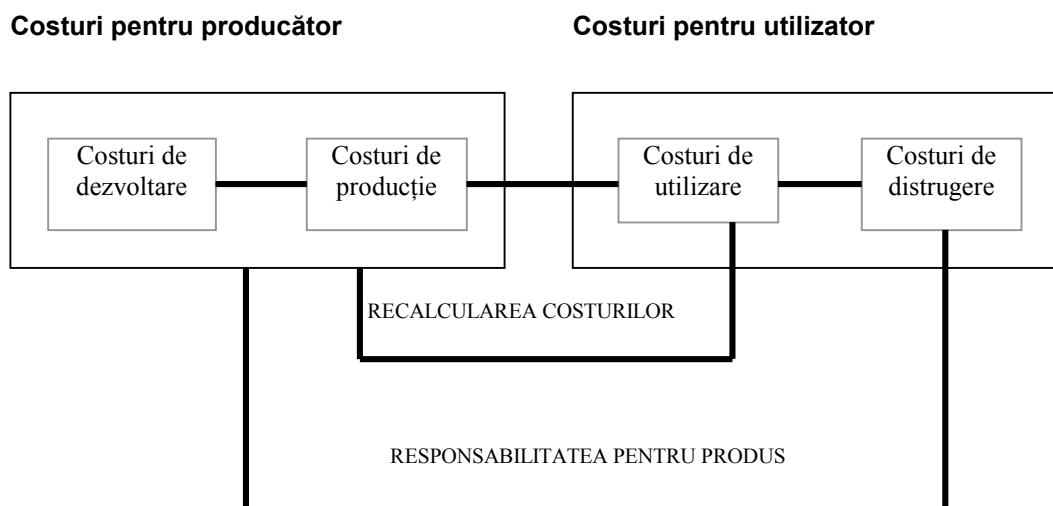 Costuri pentru producător
Costuri pentru utilizator
Costuri de
dezvoltare
Costuri de
producție
Costuri de
utilizare
Costuri de
distrugere
RECALCULAREA COSTURILOR
RESPONSABILITATEA PENTRU PRODUS